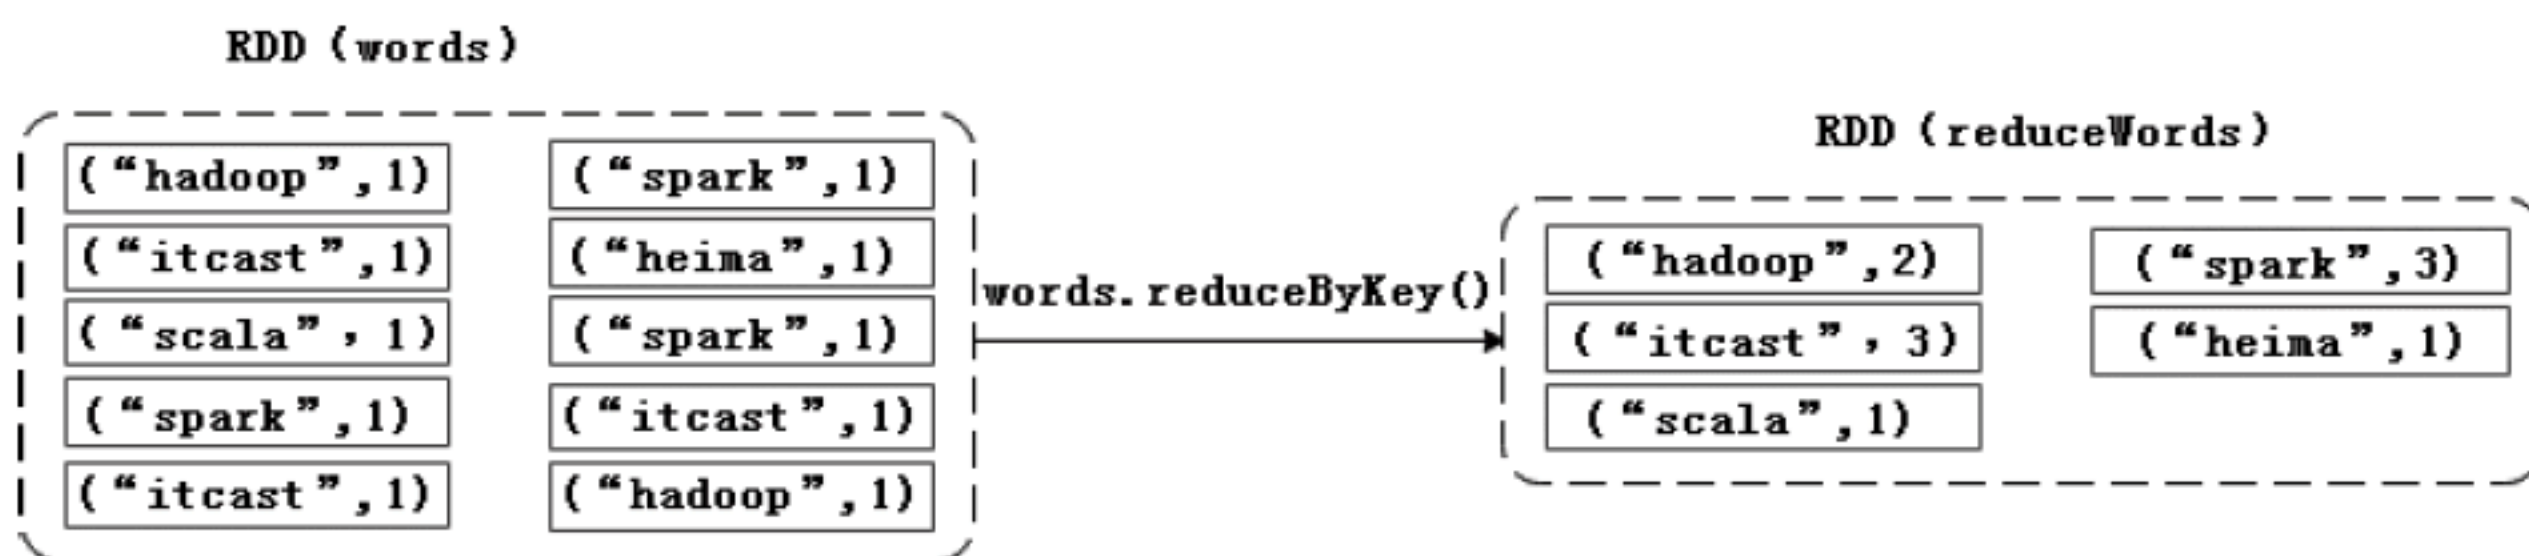 RDD（words）
(“hadoop”,1)
(“itcast”,1)
(“scala”，1)
(“spark”,1)
(“itcast”,1)
(“spark”,1)
(“heima”,1)
(“spark”,1)
(“itcast”,1)
(“hadoop”,1)
words.reduceByKey()
RDD（reduceWords）
(“hadoop”,2)
(“itcast”，3)
(“scala”,1)
(“spark”,3)
(“heima”,1)